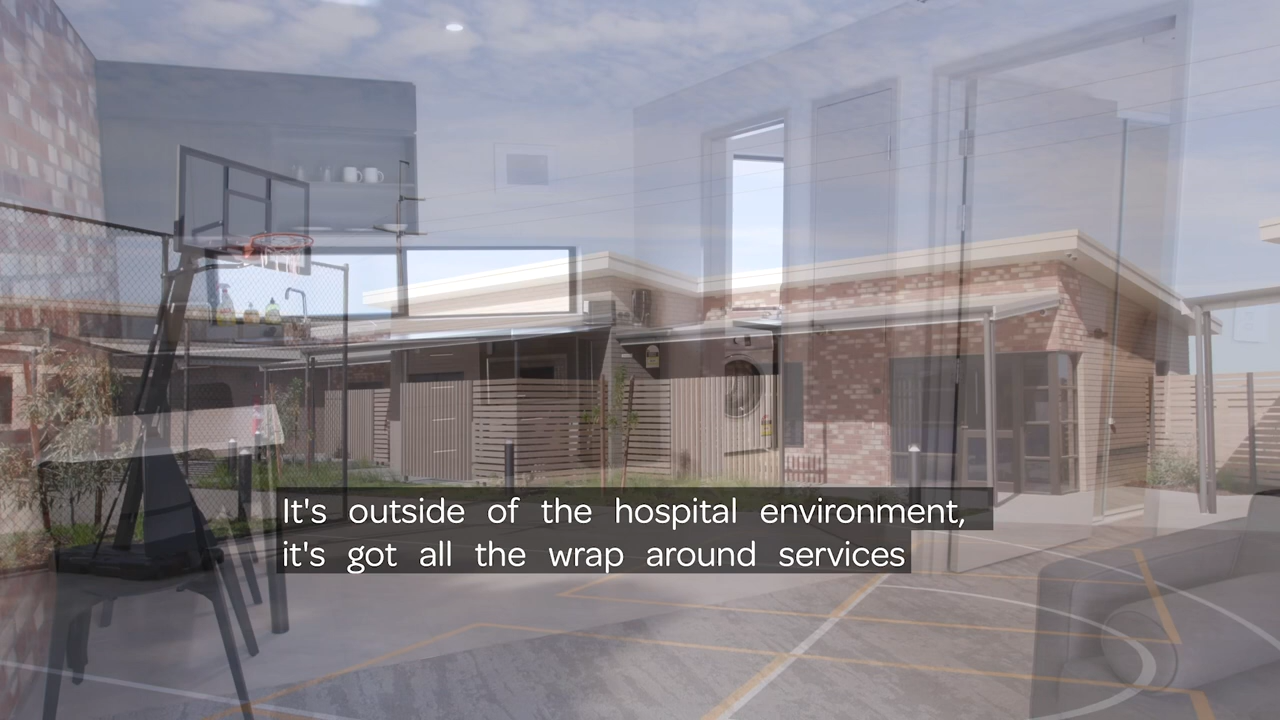 It's outside of the hospital environment,
it's got all the wrap around services